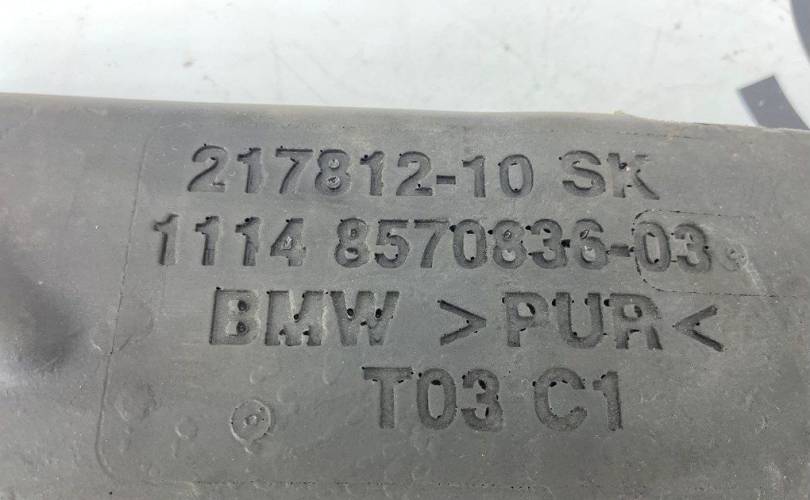 217812-10 SK
1114 8570836-03
BMW >PUR<
T03 C1